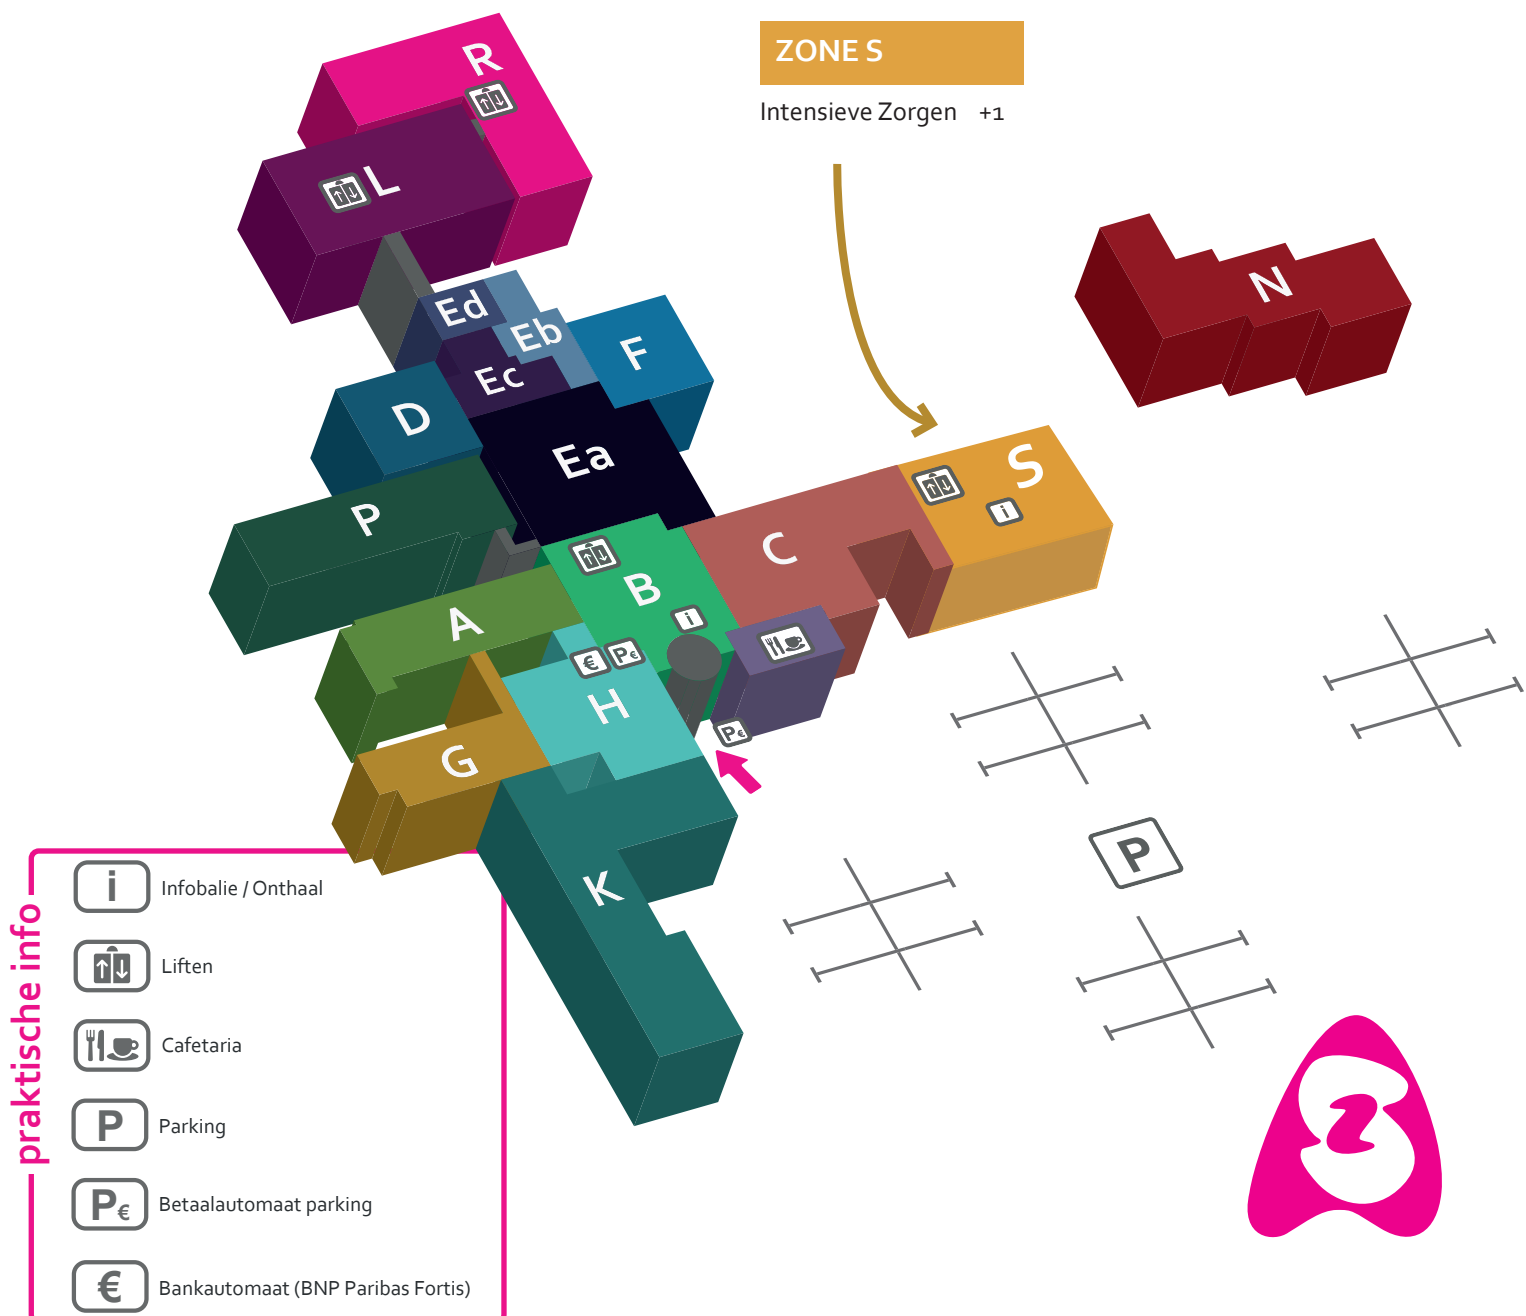 R
ZONE S
Intensieve Zorgen +1
L
N
Ed
Eb
F
Ec
D
Ea
S
i
P
C
B
A
i
€
P€
H
P€
G
P
K
praktische info
i
Infobalie / Onthaal
Liften
Cafetaria
P
Parking
P€
Betaalautomaat parking
€
Bankautomaat (BNP Paribas Fortis)